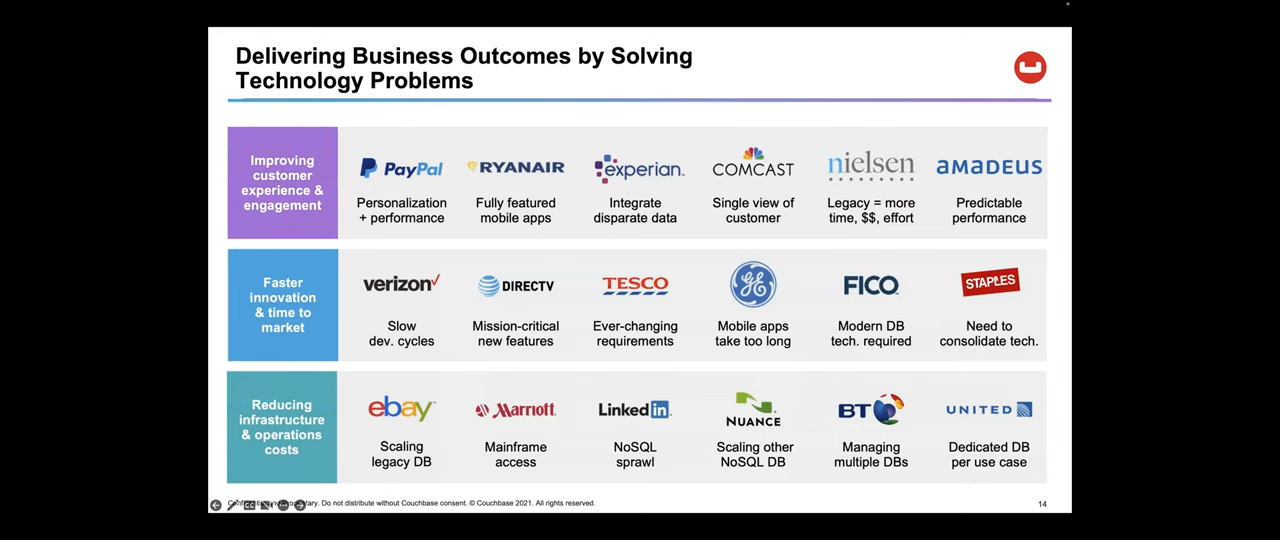 Delivering Business Outcomes by Solving
Technology Problems
Improving
customer
experience &
engagement
PayPal
RYANAIR
experian.
COMCAST
nielsen
amadeus
Personalization
+ performance
Fully featured
mobile apps
Integrate
disparate data
Single view of
customer
Legacy = more
time, $$, effort
Predictable
performance
Faster
innovation
& time to
market
verizon
DIRECTV
TESCO
GE
FICO
STAPLES
Slow
dev. cycles
Mission-critical
new features
Ever-changing
requirements
Mobile apps
take too long
Modern DB
tech. required
Need to
consolidate tech.
Reducing
infrastructure
& operations
costs
ebay
Marriott
Linked in
NUANCE
BT
UNITED
Scaling
legacy DB
Mainframe
access
NoSQL
sprawl
Scaling other
NoSQL DB
Managing
multiple DBs
Dedicated DB
per use case
Do not distribute without Couchbase consent. © Couchbase 2021. All rights reserved.
14